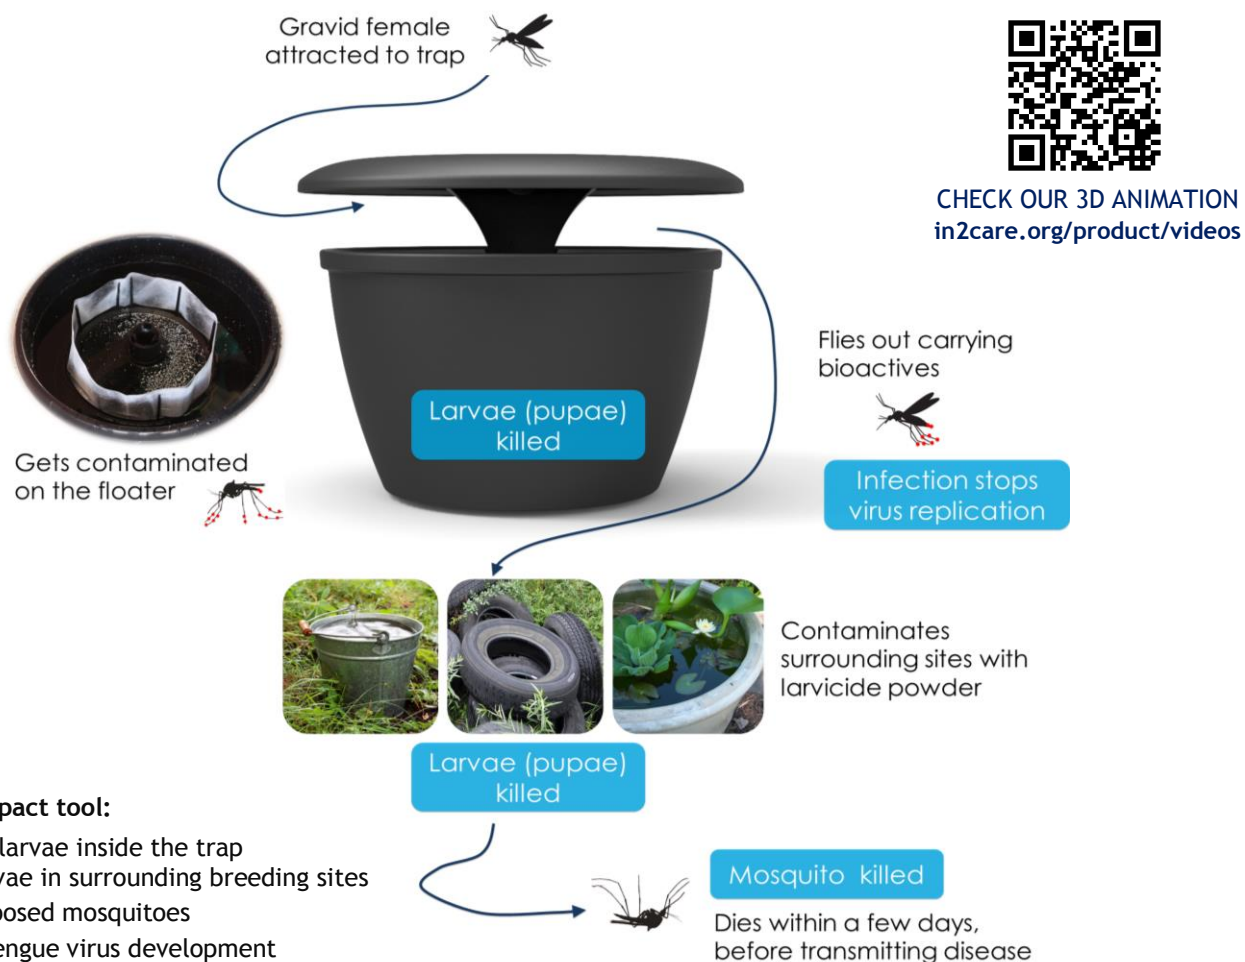 Gravid female
attracted to trap
CHECK OUR 3D ANIMATION
in2care.org/product/videos
Larvae (pupae)
killed
Gets contaminated
on the floater
Flies out carrying
bioactives
Infection stops
virus replication
Contaminates
surrounding sites with
larvicide powder
Larvae (pupae)
killed
pact tool:
larvae inside the trap
vae in surrounding breeding sites
posed mosquitoes
engue virus development
Mosquito killed
Dies within a few days,
before transmitting disease